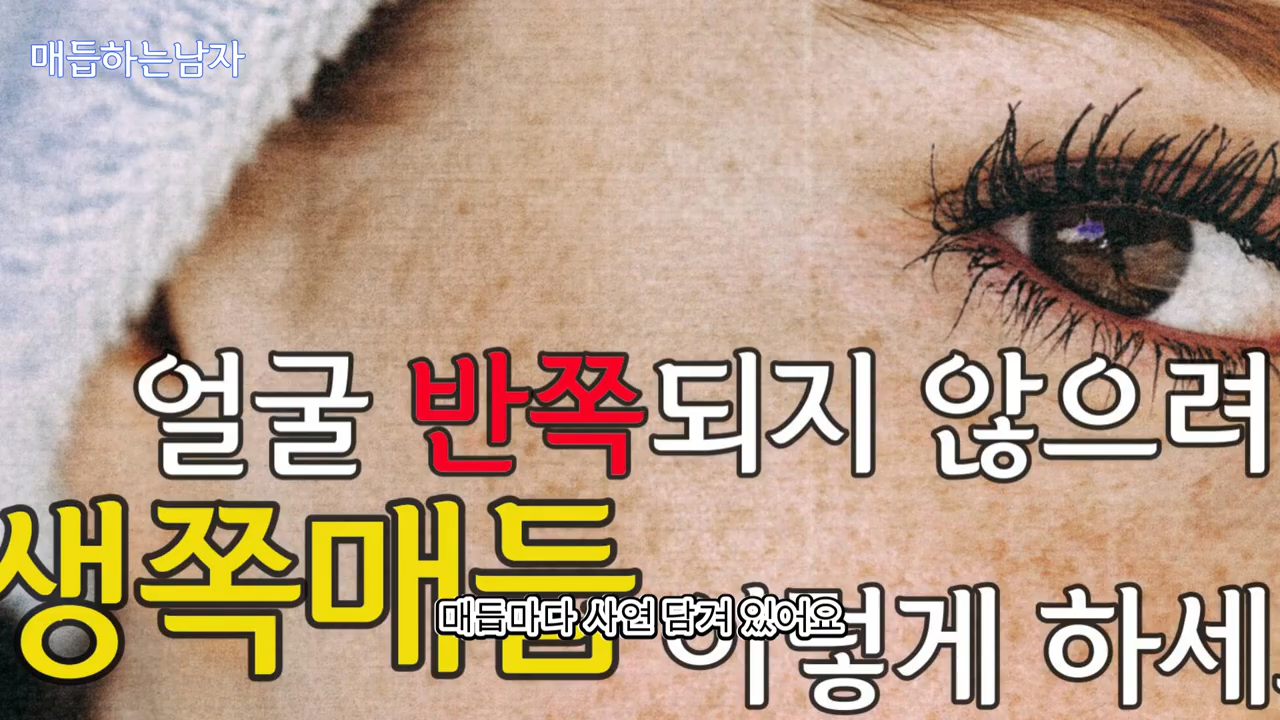 매듭하는남자
얼굴 반쪽되지 않으려
생쪽매듭 이렇게 하세
매듭마다 사연 담겨 있어요